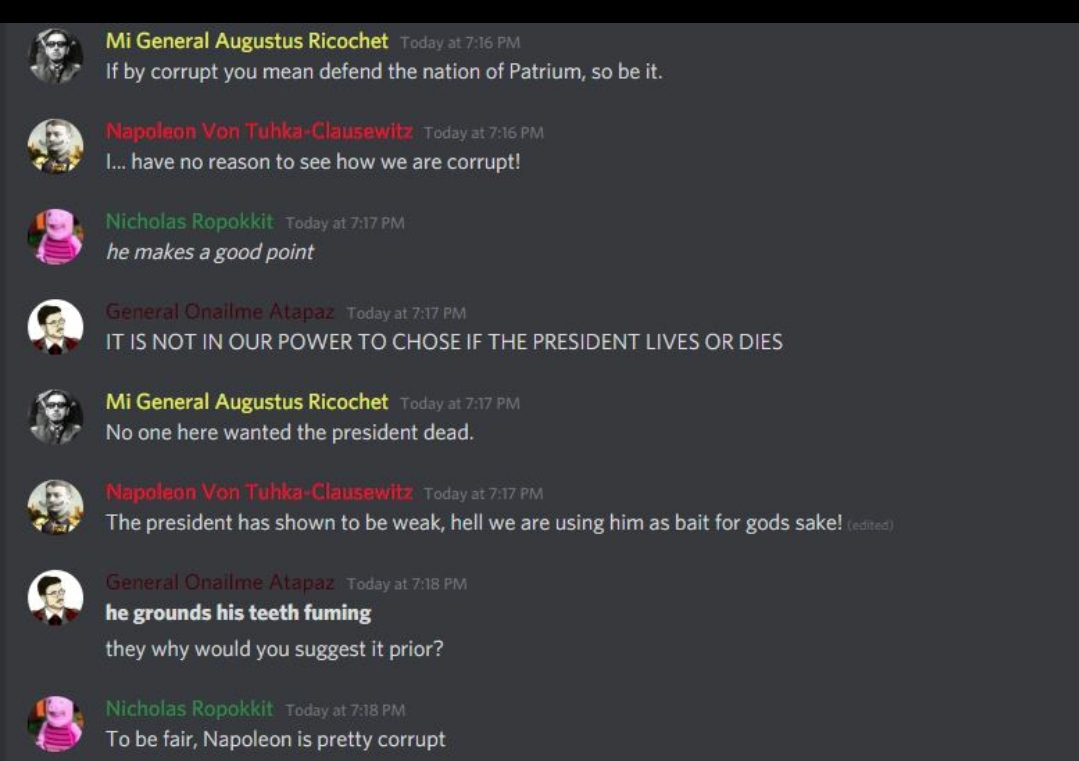 Mi General Augustus Ricochet Today at 7:16 PM
If by corrupt you mean defend the nation of Patrium, so be it.
Napoleon Von Tuhka-Clausewitz Today at 7:16 PM
I... have no reason to see how we are corrupt!
Nicholas Ropokkit Today at 7:17 PM
he makes a good point
General Onailme Atapaz Today at 7:17 PM
IT IS NOT IN OUR POWER TO CHOSE IF THE PRESIDENT LIVES OR DIES
Mi General Augustus Ricochet Today at 7:17 PM
No one here wanted the president dead.
Napoleon Von Tuhka-Clausewitz Today at 7:17 PM
The president has shown to be weak, hell we are using him as bait for gods sake! (edited)
General Onailme Atapaz Today at 7:18 PM
he grounds his teeth fuming
they why would you suggest it prior?
Nicholas Ropokkit Today at 7:18 PM
To be fair, Napoleon is pretty corrupt